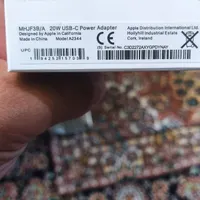 MHJF3B/A 20W USB-C Power Adapter
Designed by Apple in California
Made in China Model A2344
Apple Distribution International Ltd
Hollyhill Industrial Estate
Cork, Ireland
UPC